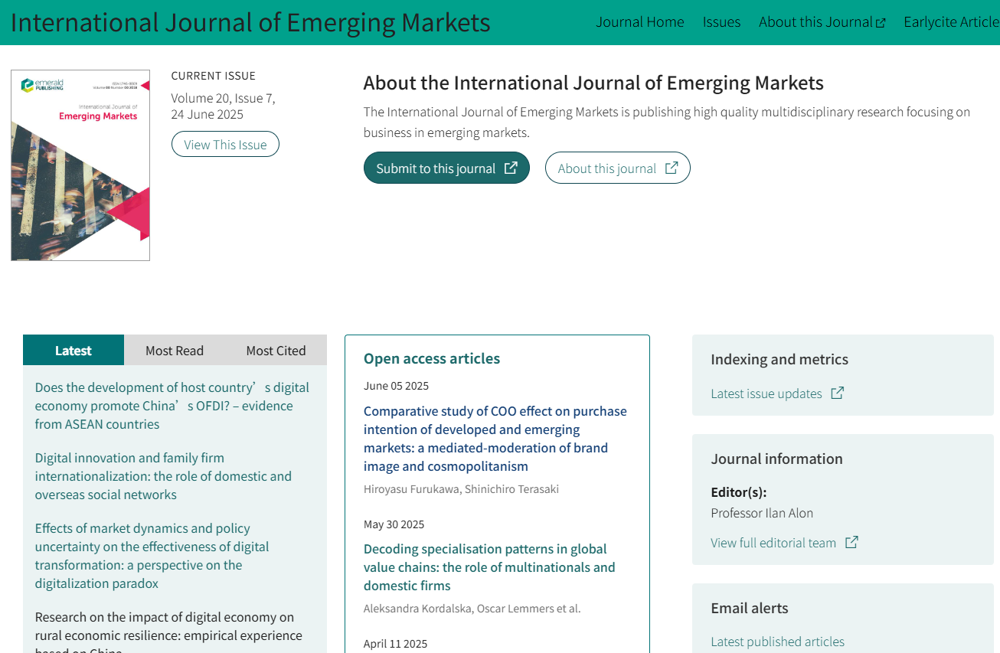 International Journal of Emerging Markets
Journal Home Issues About this Journal Earlycite Article
emerald
PUBLISHING
International Journal of
Emerging Markets
CURRENT ISSUE
Volume 20, Issue 7,
24 June 2025
View This Issue
About the International Journal of Emerging Markets
The International Journal of Emerging Markets is publishing high quality multidisciplinary research focusing on
business in emerging markets.
Submit to this journal
About this journal
Latest Most Read Most Cited
Does the development of host country’s digital
economy promote China’s OFDI? – evidence
from ASEAN countries
Digital innovation and family firm
internationalization: the role of domestic and
overseas social networks
Effects of market dynamics and policy
uncertainty on the effectiveness of digital
transformation: a perspective on the
digitalization paradox
Research on the impact of digital economy on
rural economic resilience: empirical experience
based on China
Open access articles
June 05 2025
Comparative study of COO effect on purchase
intention of developed and emerging
markets: a mediated-moderation of brand
image and cosmopolitanism
Hiroyasu Furukawa, Shinichiro Terasaki
May 30 2025
Decoding specialisation patterns in global
value chains: the role of multinationals and
domestic firms
Aleksandra Kordalska, Oscar Lemmers et al.
April 11 2025
Indexing and metrics
Latest issue updates
Journal information
Editor(s):
Professor Ilan Alon
View full editorial team
Email alerts
Latest published articles